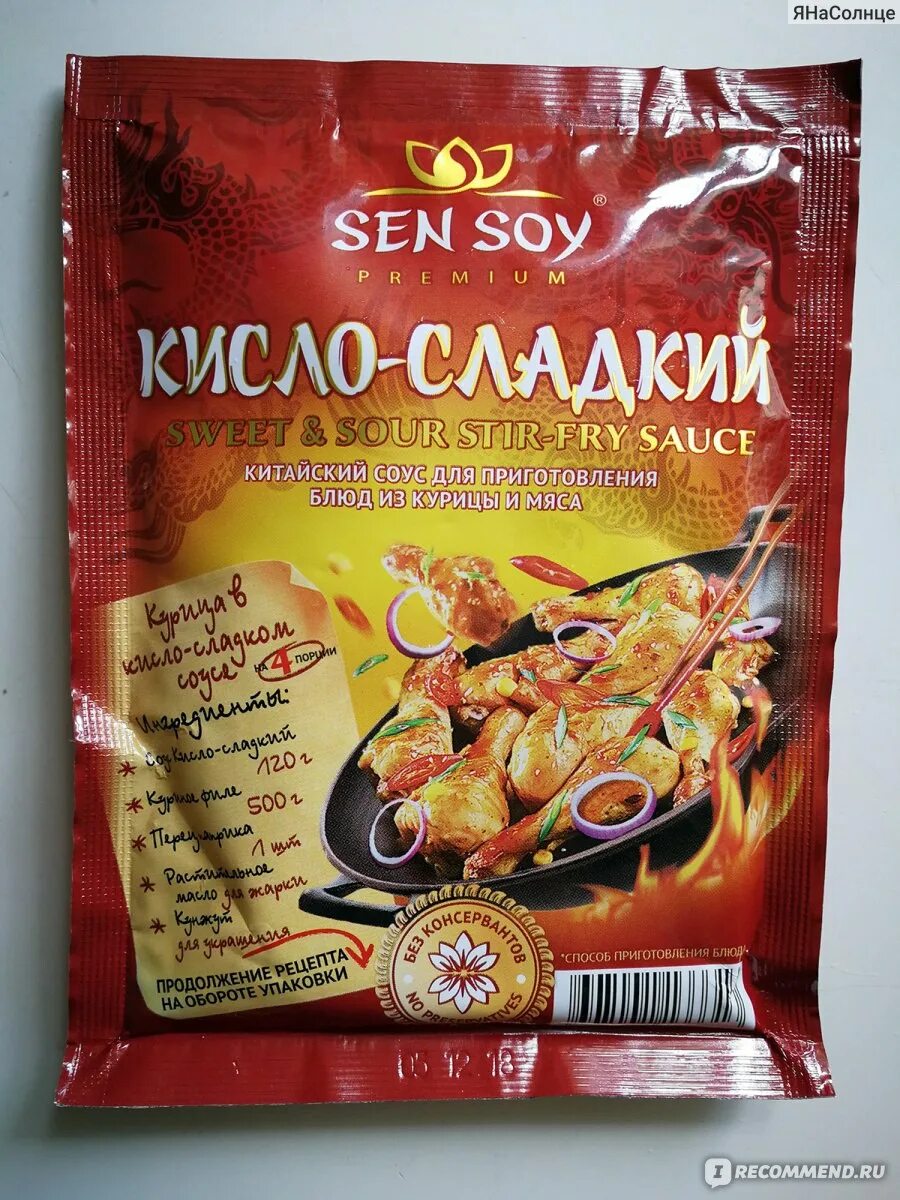 ЯНаСолнце
SEN SOY®
PREMIUM
КИСЛО-СЛАДКИЙ
SWEET & SOUR STIR-FRY SAUCE
КИТАЙСКИЙ СОУС ДЛЯ ПРИГОТОВЛЕНИЯ
БЛЮД ИЗ КУРИЦЫ И МЯСА
Курица в
кисло-сладком
соусе
НА 4 ПОРЦИИ
Ингредиенты:
* Соу Кисло-сладкий
120 г
* Куриное филе
500 г
* Перец паприка
1 шт
* Растительное
масло для жарки
* Кунжут
для украшения
ПРОДОЛЖЕНИЕ РЕЦЕПТА
НА ОБОРОТЕ УПАКОВКИ
БЕЗ КОНСЕРВАНТОВ
NO PRESERVATIVES
*СПОСОБ ПРИГОТОВЛЕНИЯ БЛЮДА
05 12 18
IRECOMMEND.RU